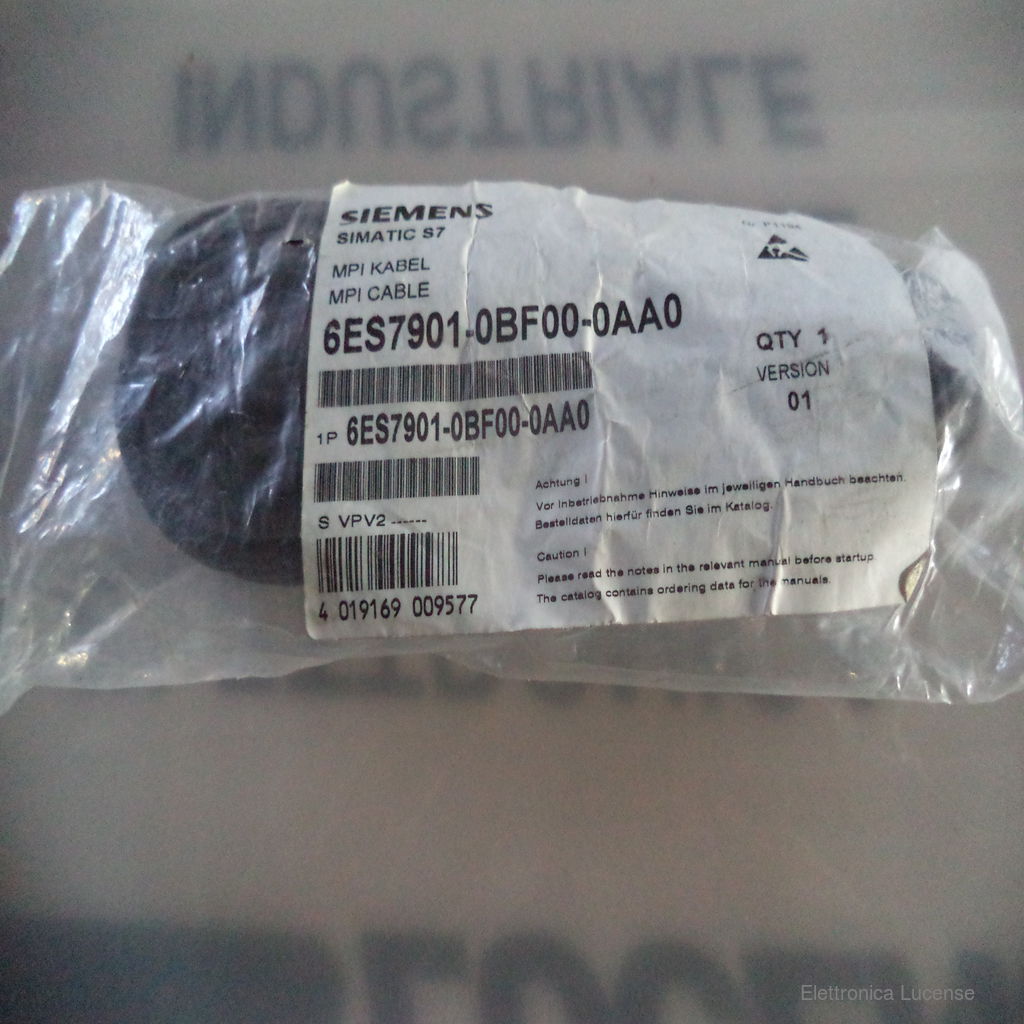 INDUSTRIALE
SIEMENS
SIMATIC S7
MPI KABEL
MPI CABLE
6ES7901-0BF00-0AA0
QTY 1
VERSION
01
1P 6ES7901-0BF00-0AA0
S VPV2 ------
4 019169 009577
Achtung !
Vor Inbetriebnahme Hinweise im jeweiligen Handbuch beachten.
Bestelldaten hierfür finden Sie im Katalog.
Caution !
Please read the notes in the relevant manual before startup
The catalog contains ordering data for the manuals.
Elettronica Lucense